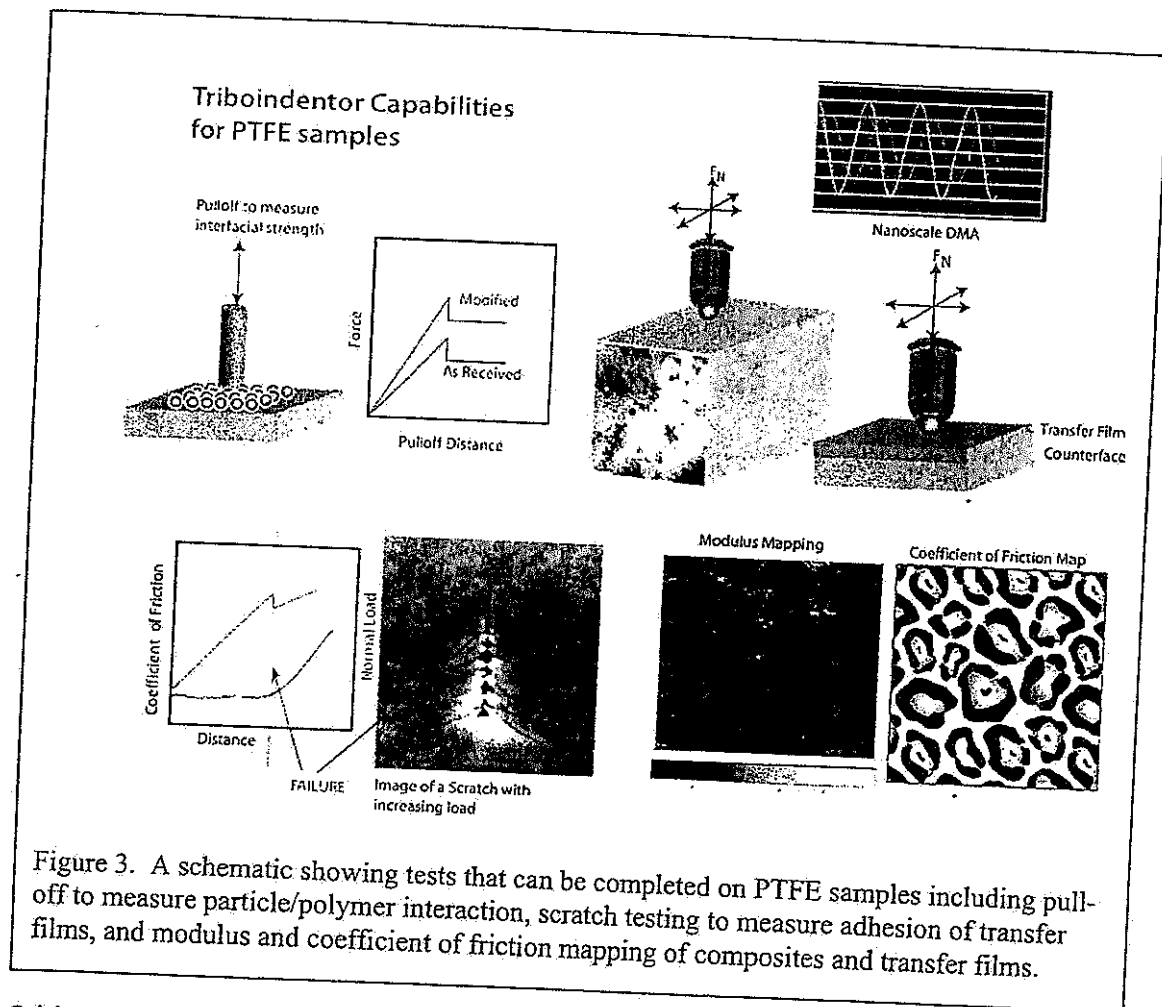 Triboindentor Capabilities
for PTFE samples
Pulloff to measure
interfacial strength
Force
Modified
As Received
Pulloff Distance
FN
Nanoscale DMA
FN
Transfer Film
Counterface
Coefficient of Friction
Normal Load
Distance
FAILURE
Image of a Scratch with
increasing load
Modulus Mapping
Coefficient of Friction Map
Figure 3. A schematic showing tests that can be completed on PTFE samples including pull-
off to measure particle/polymer interaction, scratch testing to measure adhesion of transfer
films, and modulus and coefficient of friction mapping of composites and transfer films.